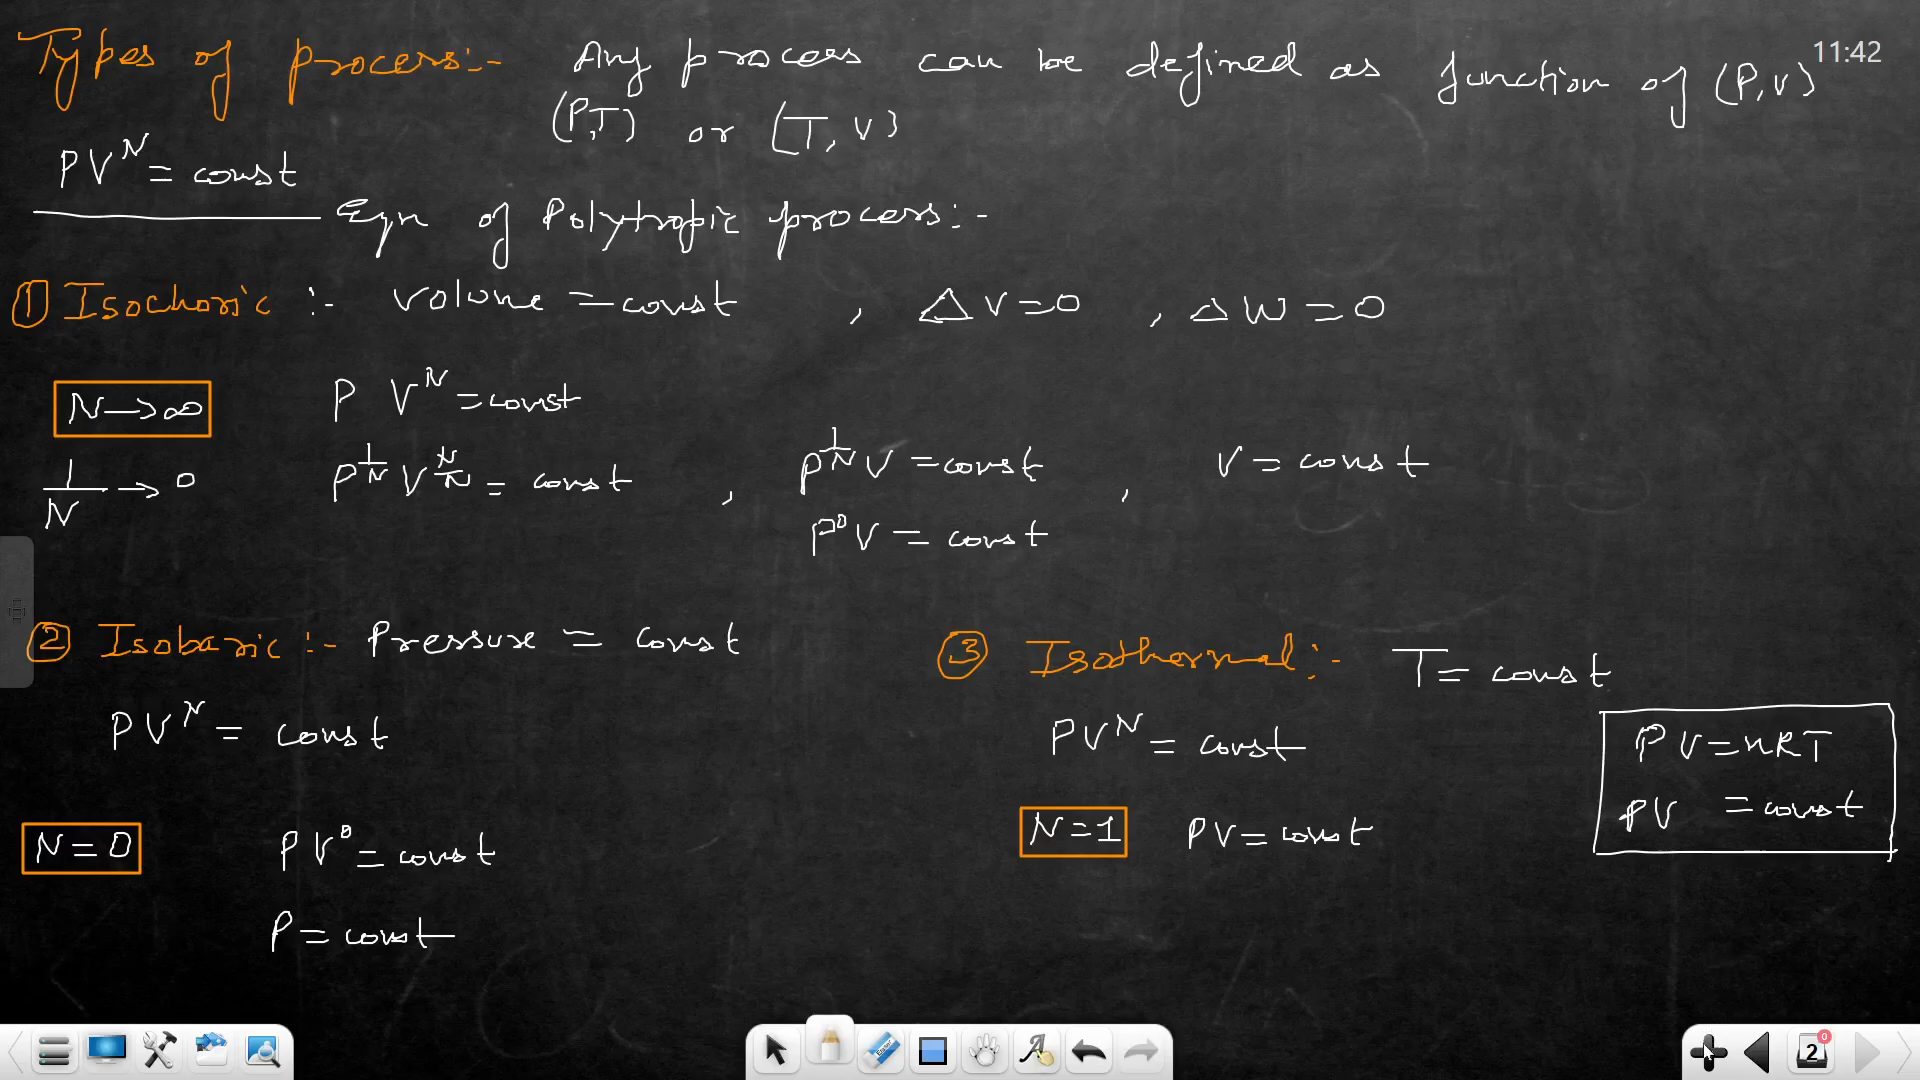 Types of process:- Any process can be defined as function of (P,V)
11:42
(P,T) or (T, V)
PV^N = const
Eqn of Polytropic process:-
① Isochoric :- Volume = const , ΔV=0 , ΔW=0
N→∞ P V^N = const
1/N → 0 P^(1/N) V^(N/N) = const , P^(1/N) V = const , V = const
P^0 V = const
② Isobaric :- Pressure = const
PV^N = const
N=0 PV^0 = const
P = const
③ Isothermal :- T = const
PV^N = const
N=1 PV = const
PV=nRT
PV = const
Eraser
A
2
0